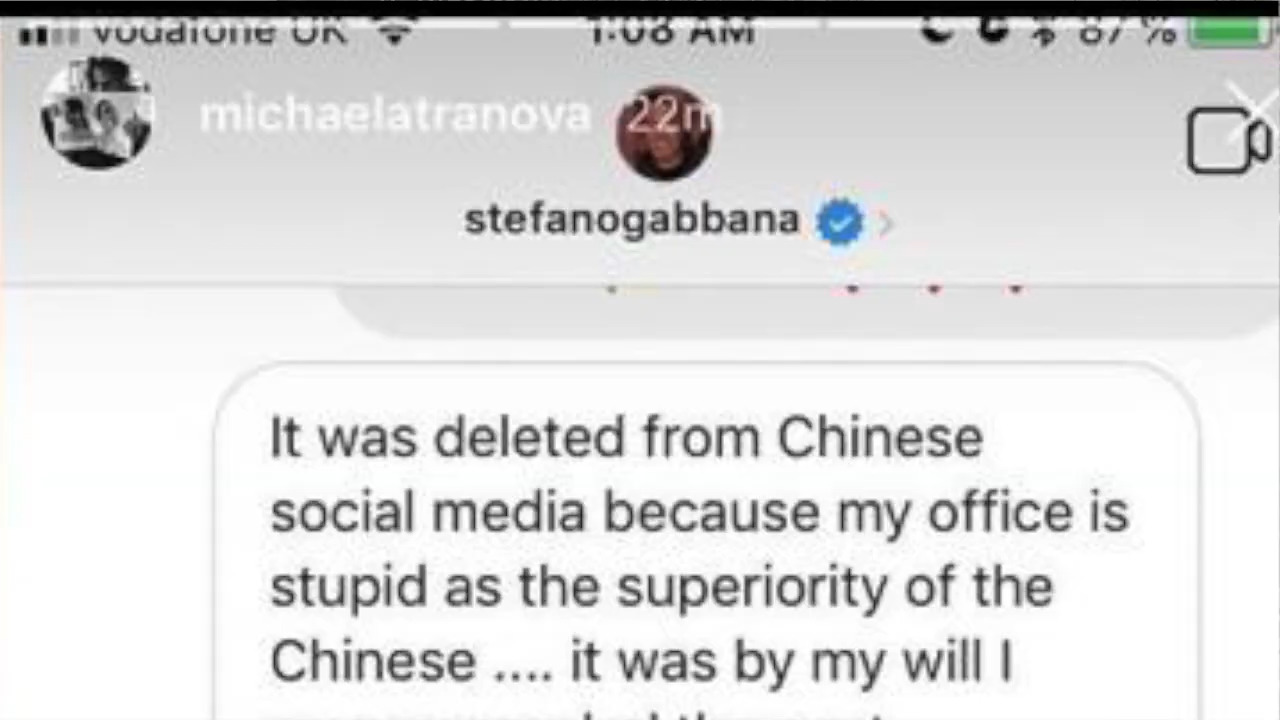 vodafone UK 1:08 AM 87%
michaelatranova 22m
stefanogabbana
It was deleted from Chinese
social media because my office is
stupid as the superiority of the
Chinese .... it was by my will I